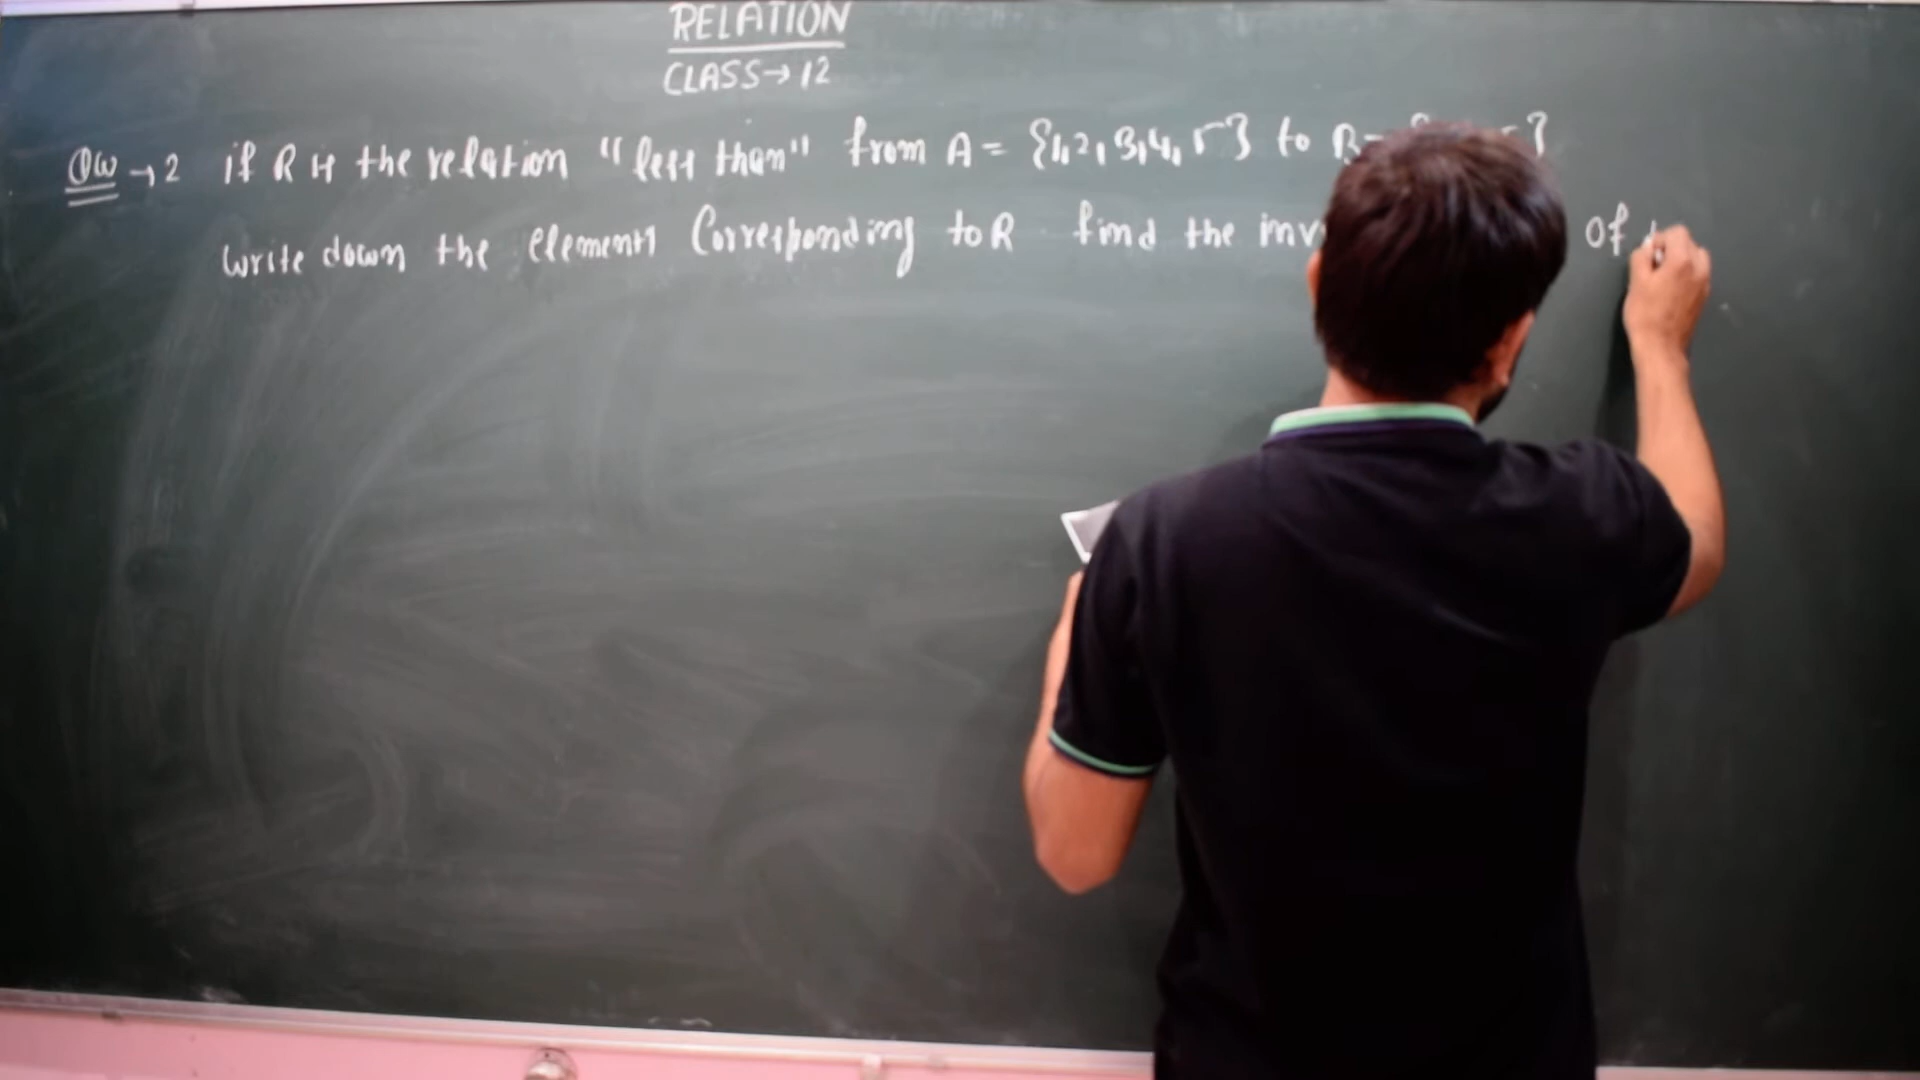 RELATION
CLASS→12
Qw→2 if R is the relation "less than" from A = {1,2,3,4,5} to B=
write down the elements Corresponding to R find the of